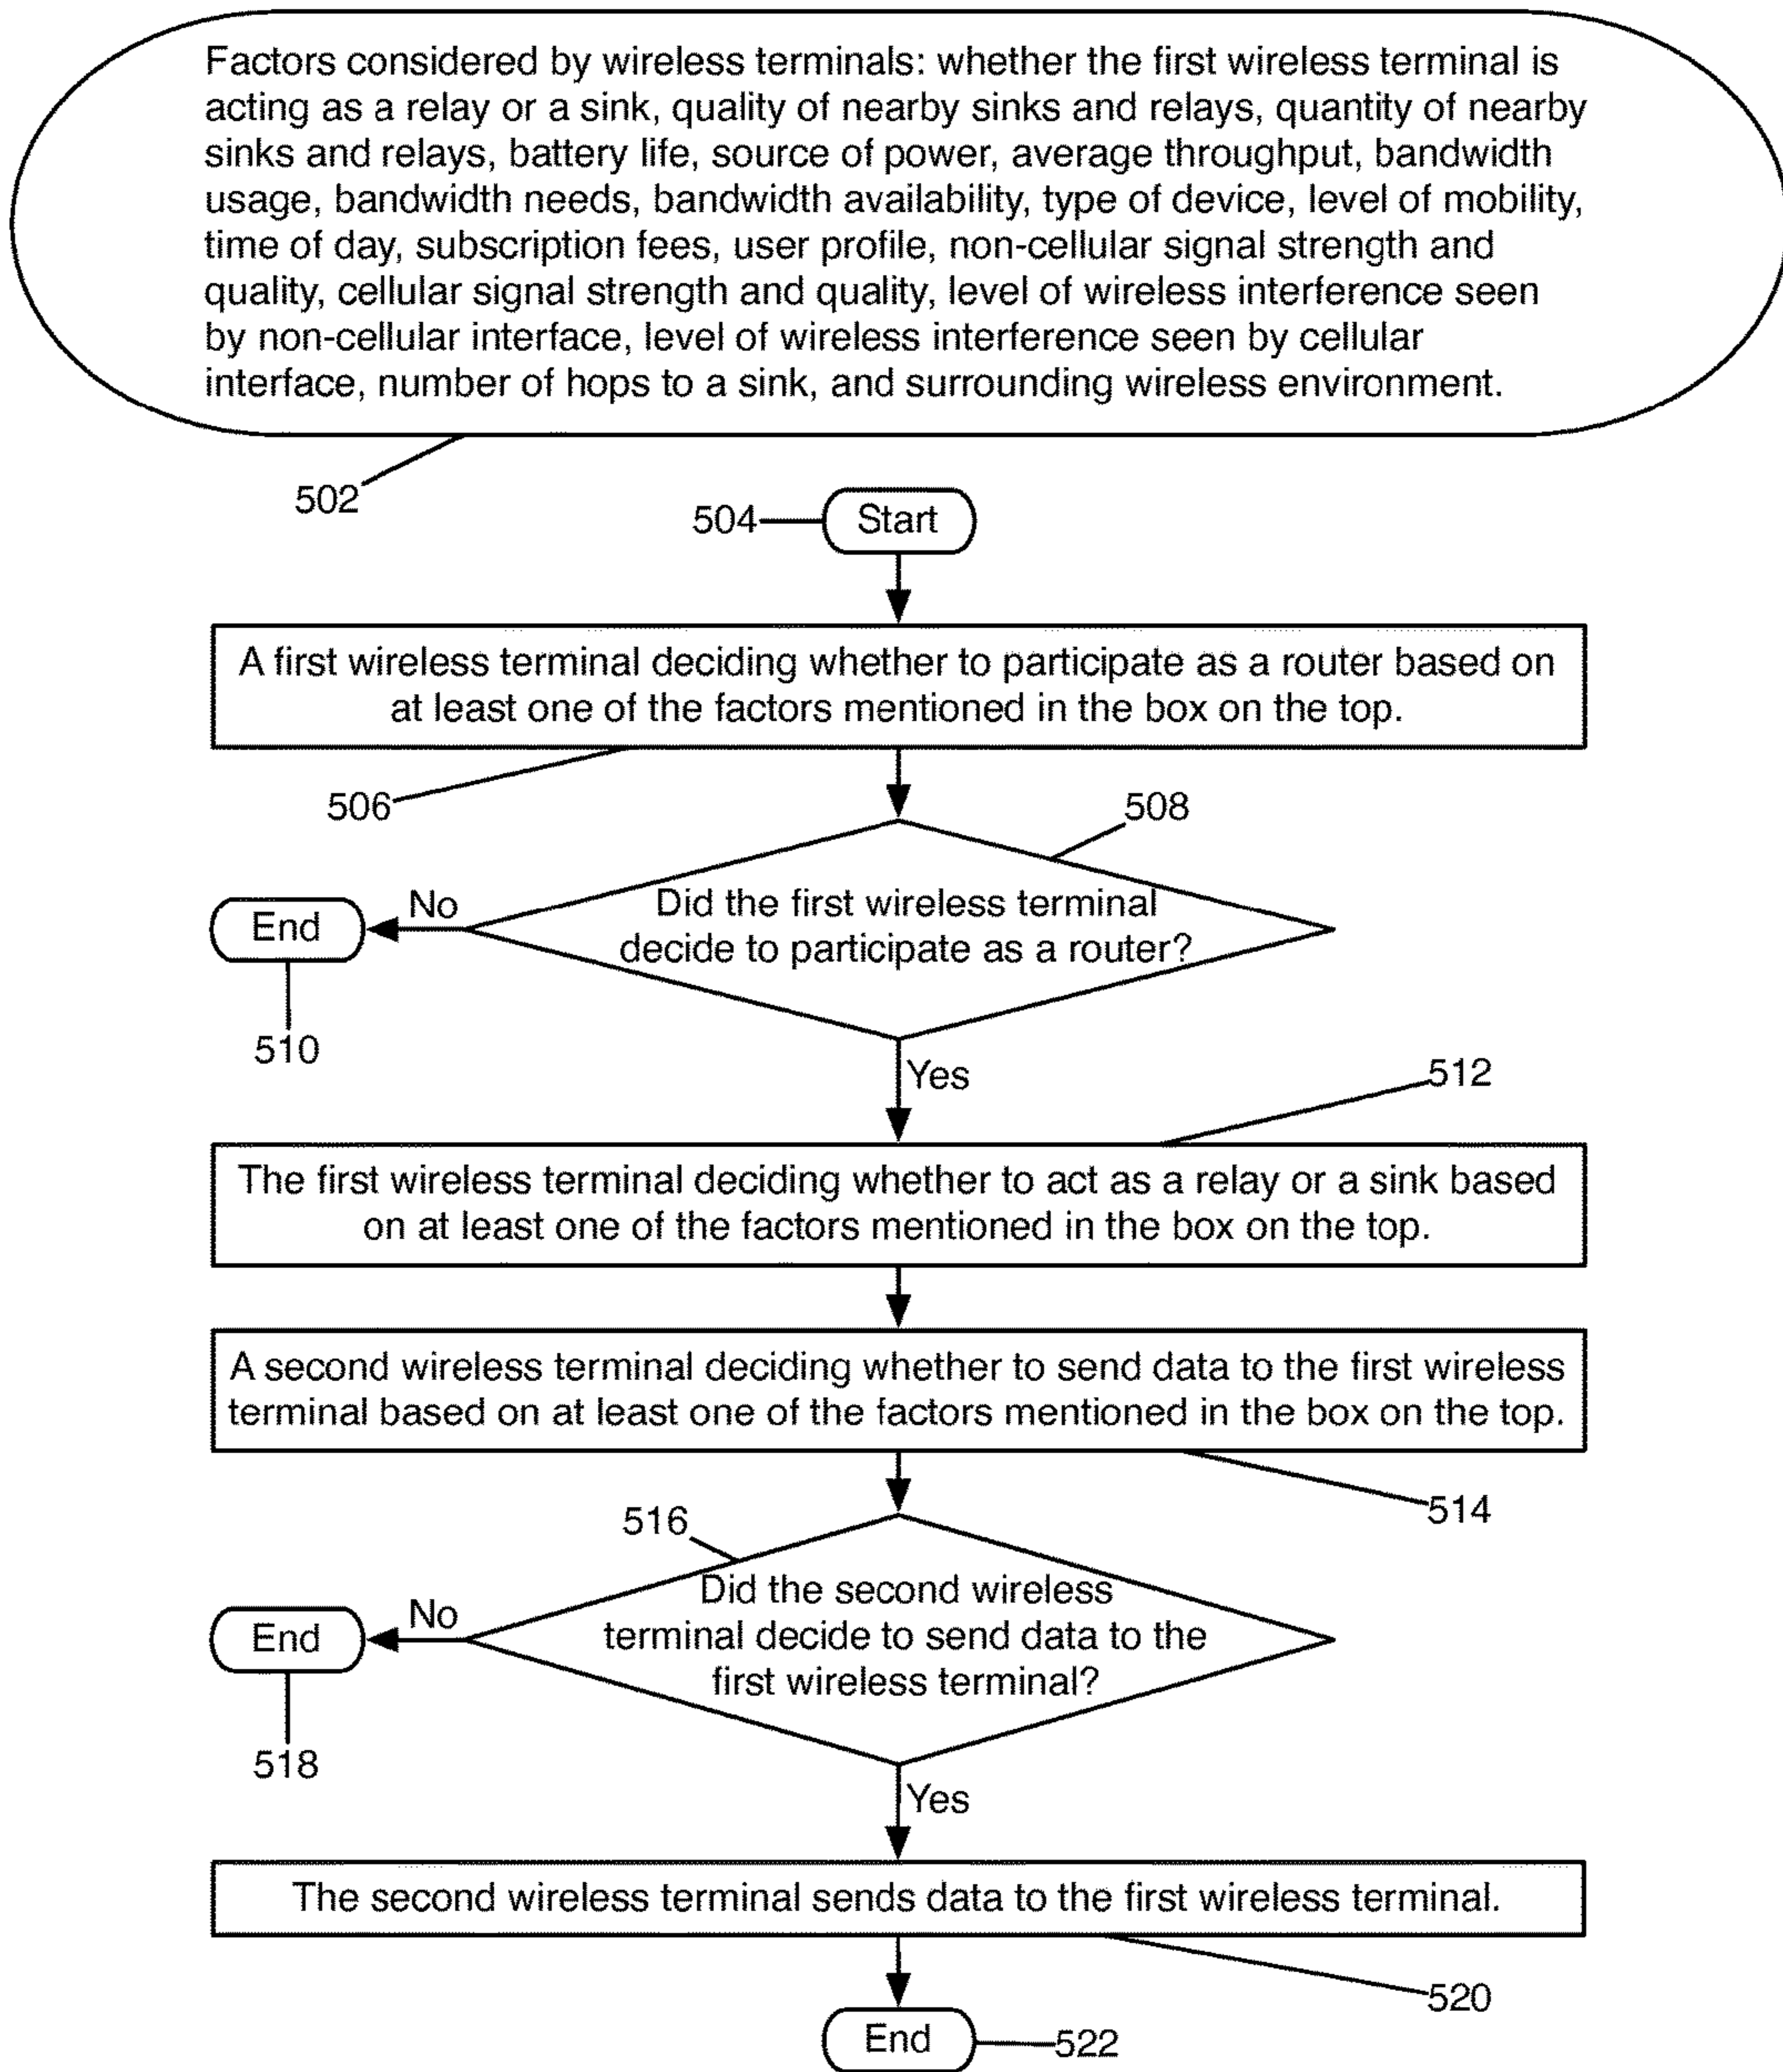 Factors considered by wireless terminals: whether the first wireless terminal is
acting as a relay or a sink, quality of nearby sinks and relays, quantity of nearby
sinks and relays, battery life, source of power, average throughput, bandwidth
usage, bandwidth needs, bandwidth availability, type of device, level of mobility,
time of day, subscription fees, user profile, non-cellular signal strength and
quality, cellular signal strength and quality, level of wireless interference seen
by non-cellular interface, level of wireless interference seen by cellular
interface, number of hops to a sink, and surrounding wireless environment.
502
504
Start
A first wireless terminal deciding whether to participate as a router based on
at least one of the factors mentioned in the box on the top.
506
508
Did the first wireless terminal
decide to participate as a router?
No
End
510
Yes
512
The first wireless terminal deciding whether to act as a relay or a sink based
on at least one of the factors mentioned in the box on the top.
A second wireless terminal deciding whether to send data to the first wireless
terminal based on at least one of the factors mentioned in the box on the top.
514
516
Did the second wireless
terminal decide to send data to the
first wireless terminal?
No
End
518
Yes
The second wireless terminal sends data to the first wireless terminal.
520
End
522